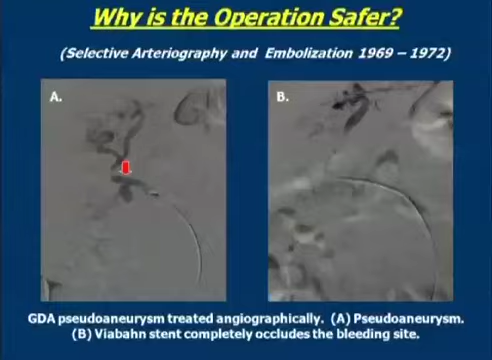 Why is the Operation Safer?
(Selective Arteriography and Embolization 1969 – 1972)
A.
B.
GDA pseudoaneurysm treated angiographically. (A) Pseudoaneurysm.
(B) Viabahn stent completely occludes the bleeding site.